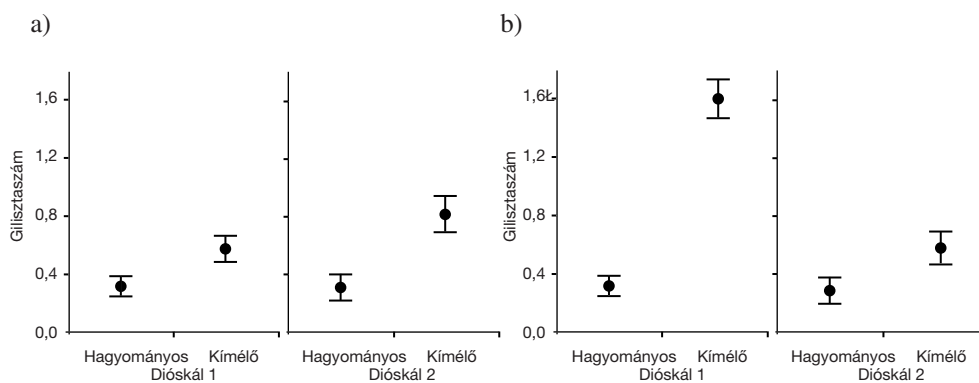 a)
b)
Gilisztaszám
1,6
1,2
0,8
0,4
0,0
Hagyományos Kímélő
Dióskál 1
Hagyományos Kímélő
Dióskál 2
Gilisztaszám
1,6Ł
1,2
0,8
0,4
0,0
Hagyományos Kímélő
Dióskál 1
Hagyományos Kímélő
Dióskál 2